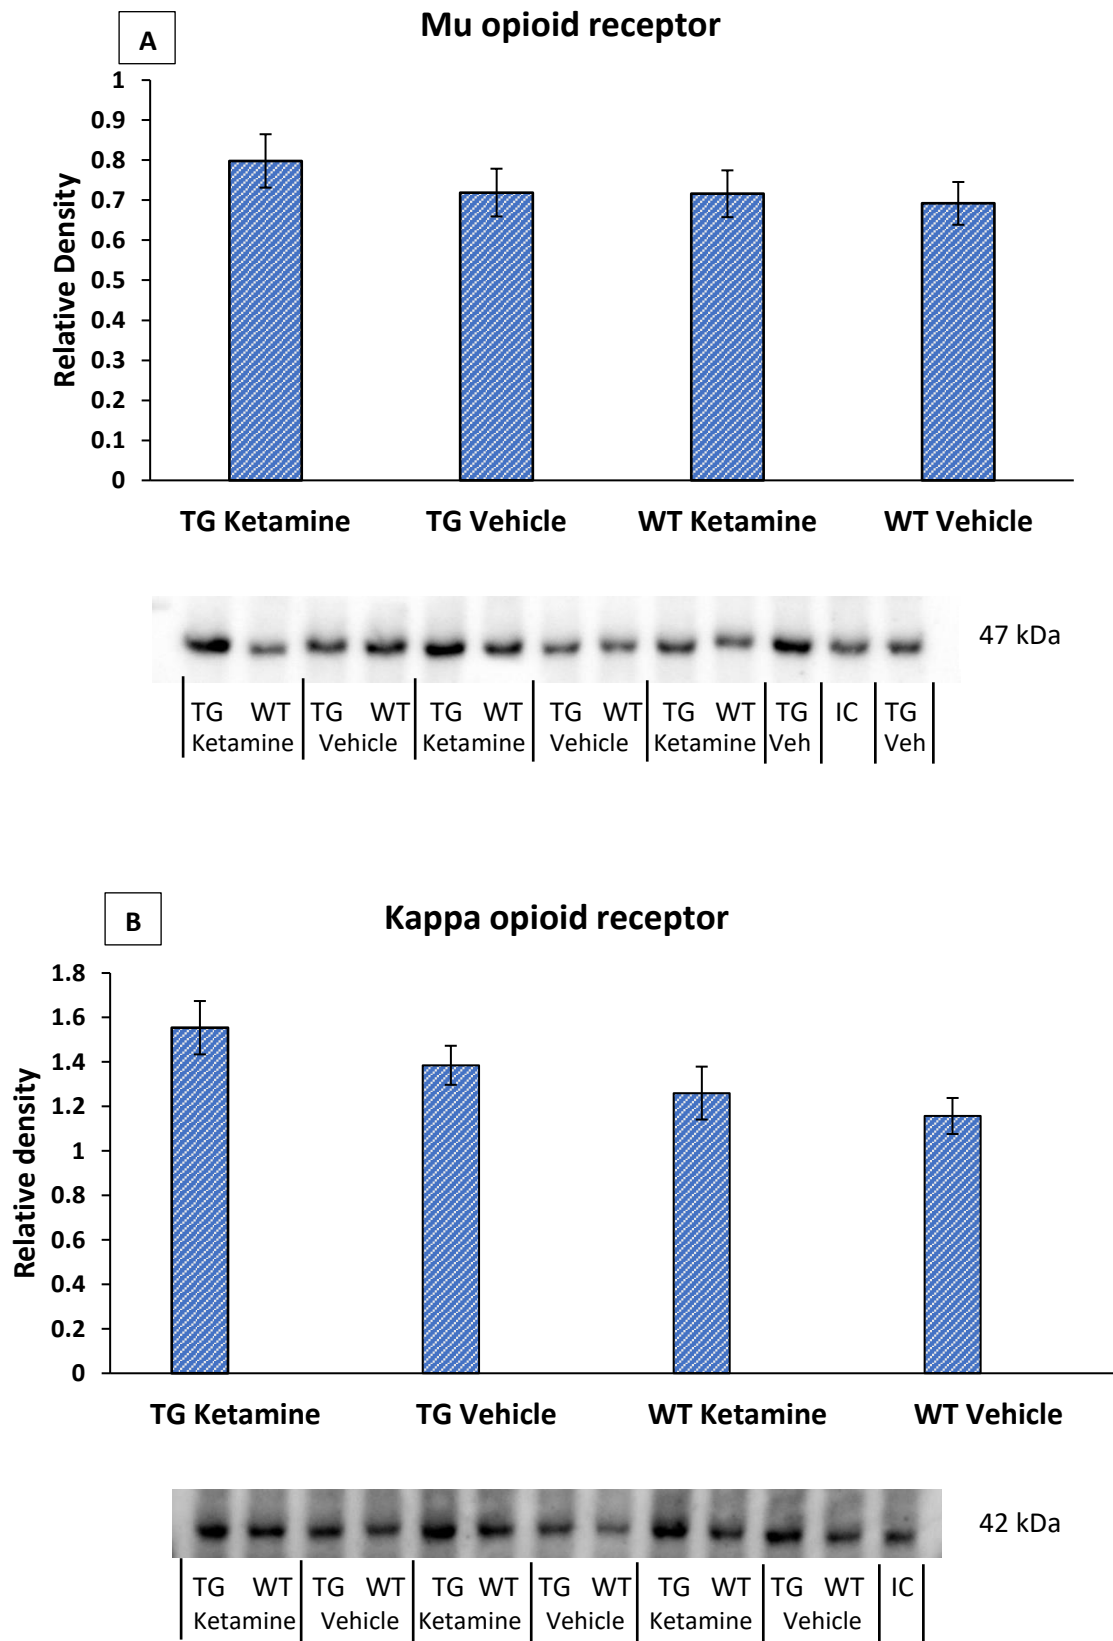 A
Mu opioid receptor
Relative Density
1
0.9
0.8
0.7
0.6
0.5
0.4
0.3
0.2
0.1
0
TG Ketamine TG Vehicle WT Ketamine WT Vehicle
47 kDa
TG WT TG WT TG WT TG WT TG WT TG IC TG
Ketamine Vehicle Ketamine Vehicle Ketamine Veh Veh
B
Kappa opioid receptor
Relative density
1.8
1.6
1.4
1.2
1
0.8
0.6
0.4
0.2
0
TG Ketamine TG Vehicle WT Ketamine WT Vehicle
42 kDa
TG WT TG WT TG WT TG WT TG WT TG WT IC
Ketamine Vehicle Ketamine Vehicle Ketamine Vehicle